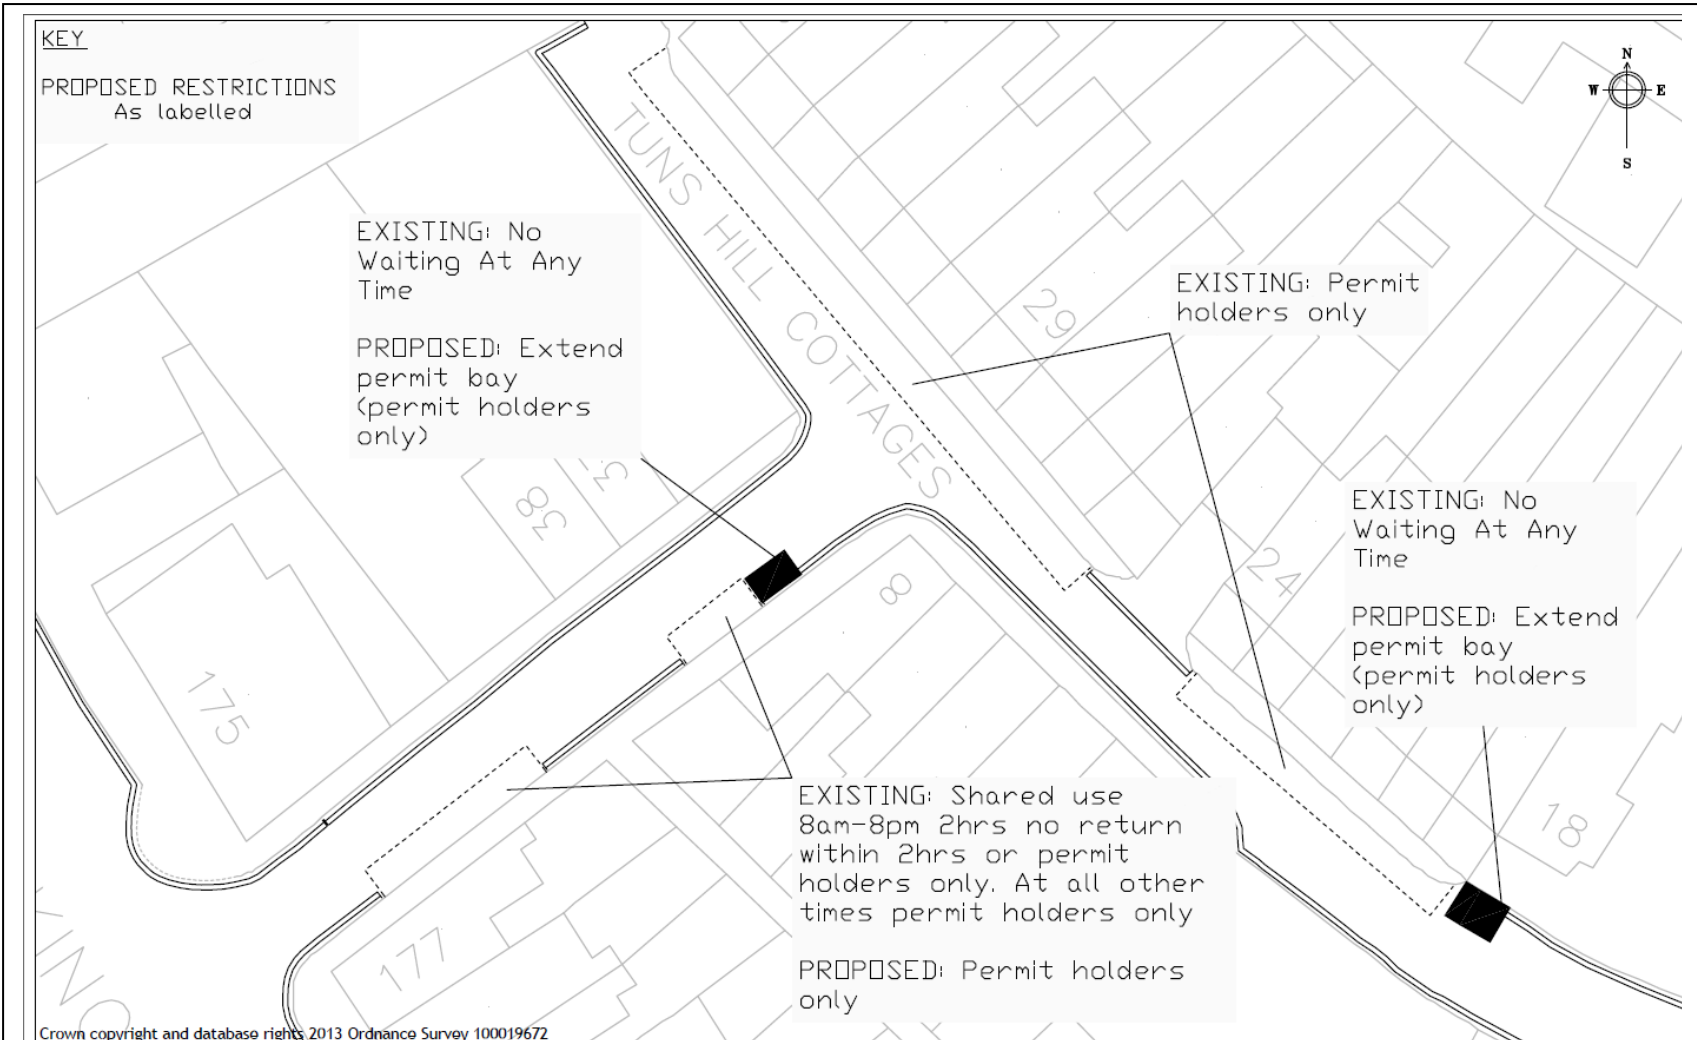 KEY
PROPOSED RESTRICTIONS
As labelled
N
W E
S
TUNS HILL COTTAGES
EXISTING: No
Waiting At Any
Time
PROPOSED: Extend
permit bay
(permit holders
only)
EXISTING: Permit
holders only
29
37
38
EXISTING: No
Waiting At Any
Time
PROPOSED: Extend
permit bay
(permit holders
only)
24
8
175
EXISTING: Shared use
8am-8pm 2hrs no return
within 2hrs or permit
holders only. At all other
times permit holders only
PROPOSED: Permit holders
only
18
177
Crown copyright and database rights 2013 Ordnance Survey 100019672